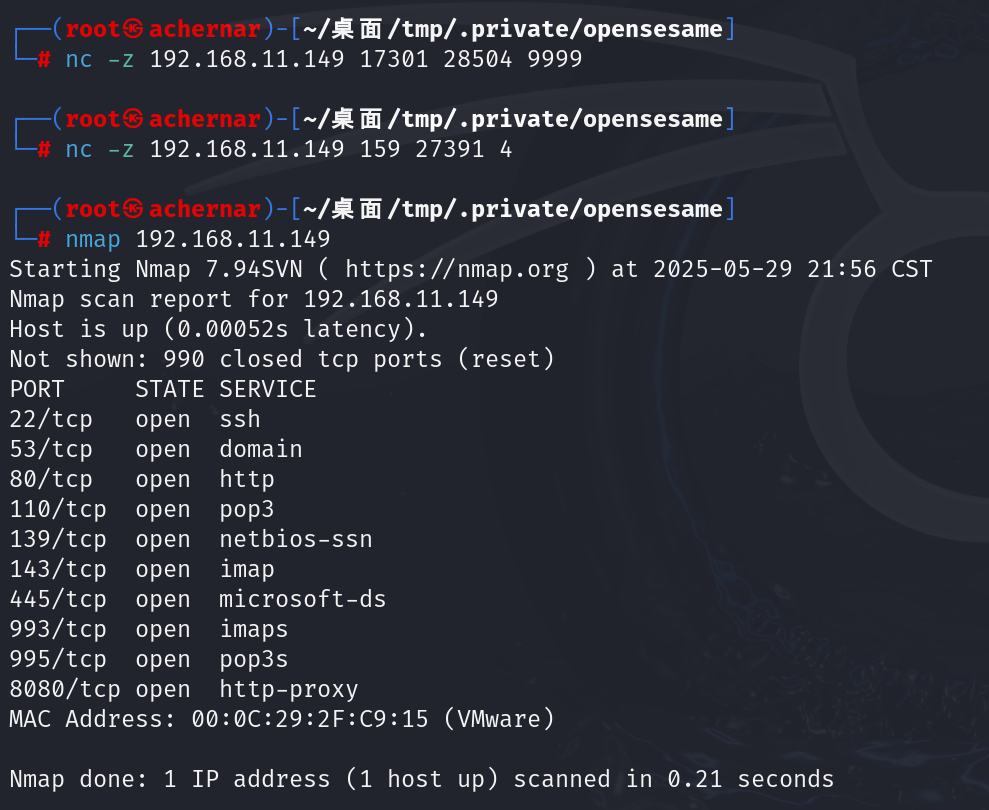 ┌──(root㉿achernar)-[~/桌面/tmp/.private/opensesame]
└─# nc -z 192.168.11.149 17301 28504 9999
┌──(root㉿achernar)-[~/桌面/tmp/.private/opensesame]
└─# nc -z 192.168.11.149 159 27391 4
┌──(root㉿achernar)-[~/桌面/tmp/.private/opensesame]
└─# nmap 192.168.11.149
Starting Nmap 7.94SVN ( https://nmap.org ) at 2025-05-29 21:56 CST
Nmap scan report for 192.168.11.149
Host is up (0.00052s latency).
Not shown: 990 closed tcp ports (reset)
PORT     STATE SERVICE
22/tcp   open  ssh
53/tcp   open  domain
80/tcp   open  http
110/tcp  open  pop3
139/tcp  open  netbios-ssn
143/tcp  open  imap
445/tcp  open  microsoft-ds
993/tcp  open  imaps
995/tcp  open  pop3s
8080/tcp open  http-proxy
MAC Address: 00:0C:29:2F:C9:15 (VMware)
Nmap done: 1 IP address (1 host up) scanned in 0.21 seconds